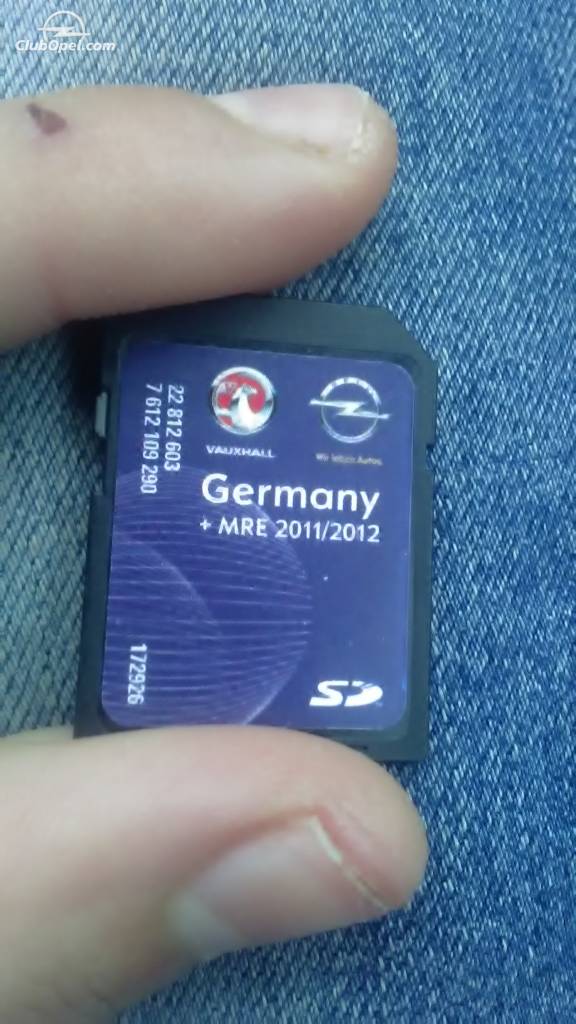 ClubOpel.com
VAUXHALL
Wir leben Autos.
Germany
+ MRE 2011/2012
22 812 603
7 612 109 290
172926
SD